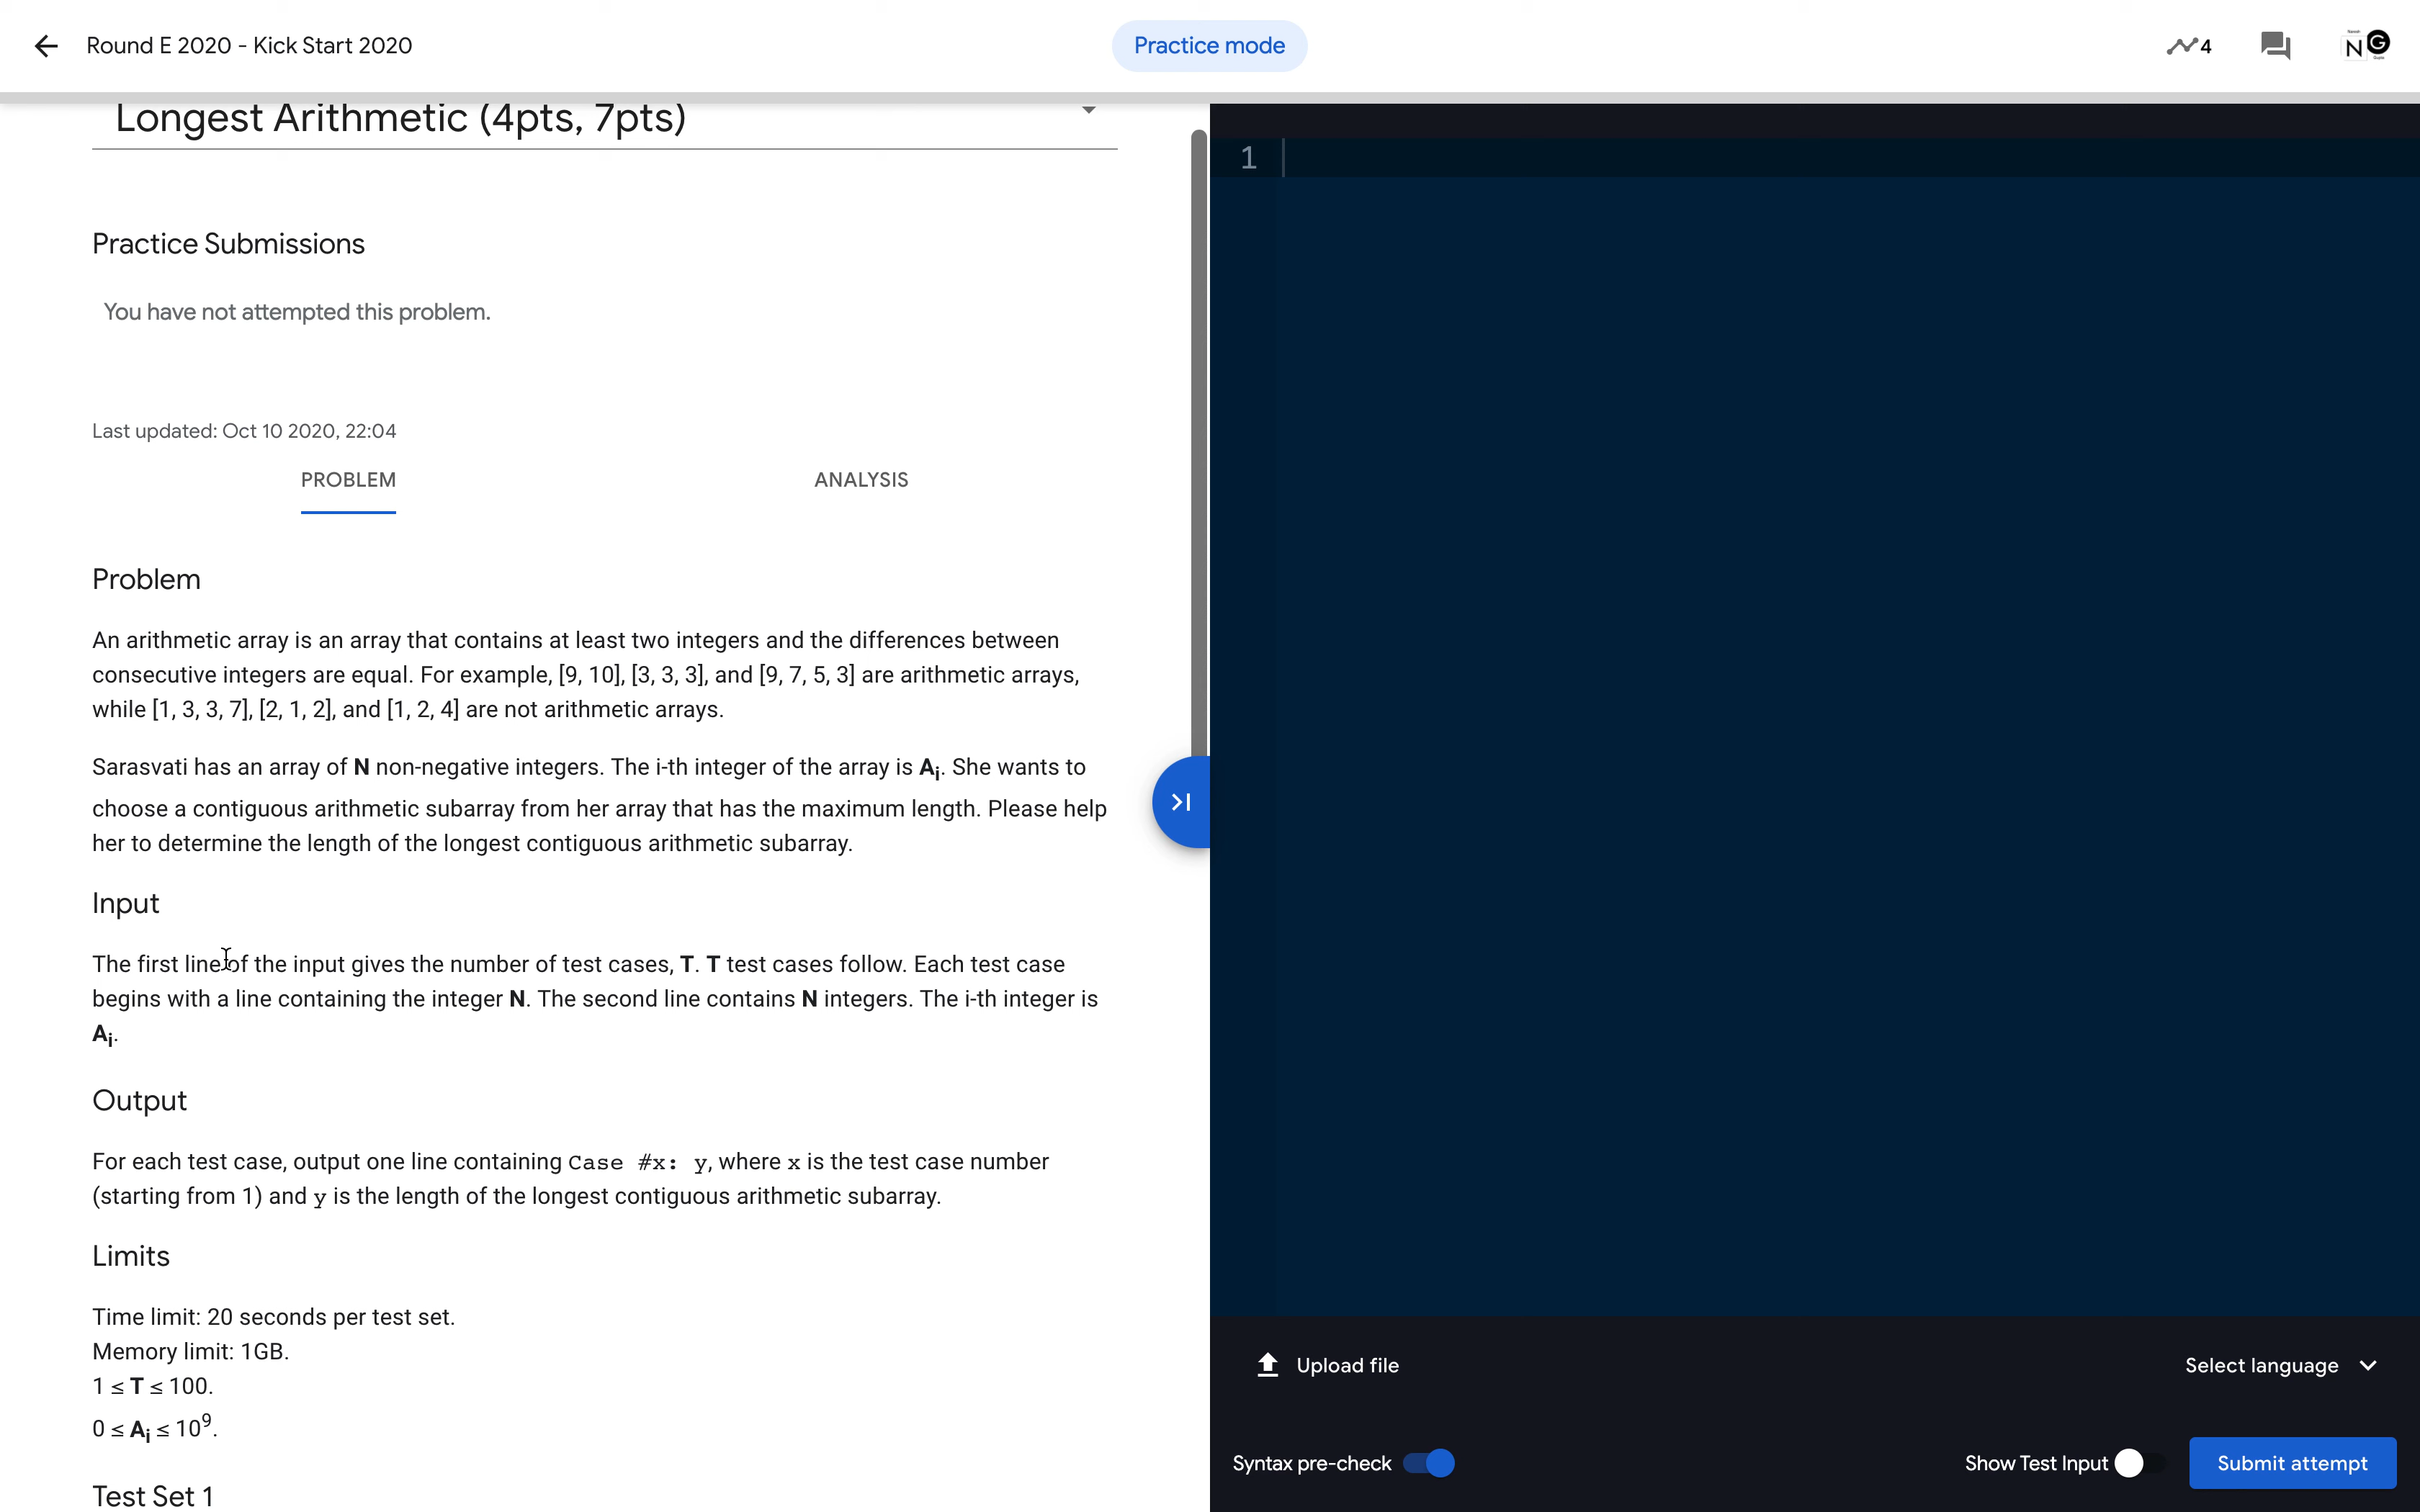 Round E 2020 - Kick Start 2020
Practice mode
4
N G
Longest Arithmetic (4pts, 7pts)
Practice Submissions
You have not attempted this problem.
Last updated: Oct 10 2020, 22:04
PROBLEM
ANALYSIS
Problem
An arithmetic array is an array that contains at least two integers and the differences between
consecutive integers are equal. For example, [9, 10], [3, 3, 3], and [9, 7, 5, 3] are arithmetic arrays,
while [1, 3, 3, 7], [2, 1, 2], and [1, 2, 4] are not arithmetic arrays.
Sarasvati has an array of N non-negative integers. The i-th integer of the array is Ai. She wants to
choose a contiguous arithmetic subarray from her array that has the maximum length. Please help
her to determine the length of the longest contiguous arithmetic subarray.
Input
The first line of the input gives the number of test cases, T. T test cases follow. Each test case
begins with a line containing the integer N. The second line contains N integers. The i-th integer is
Ai.
Output
For each test case, output one line containing Case #x: y, where x is the test case number
(starting from 1) and y is the length of the longest contiguous arithmetic subarray.
Limits
Time limit: 20 seconds per test set.
Memory limit: 1GB.
1 ≤ T ≤ 100.
0 ≤ Ai ≤ 10⁹.
Test Set 1
1
Upload file
Select language
Syntax pre-check
Show Test Input
Submit attempt